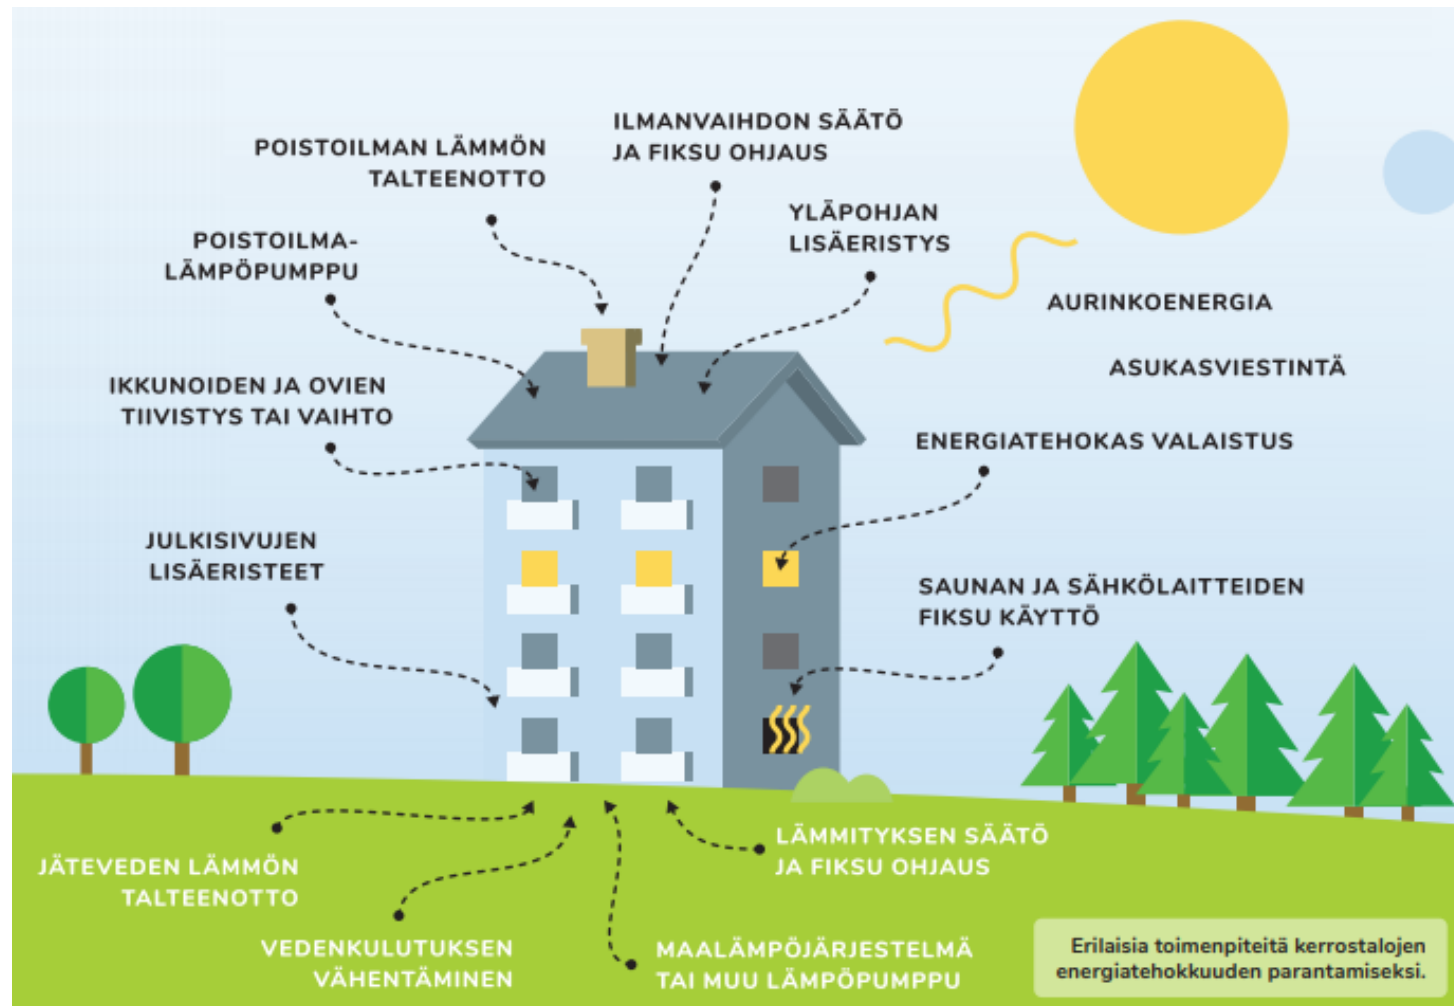 ILMANVAIHDON SÄÄTÖ
JA FIKSU OHJAUS
POISTOILMAN LÄMMÖN
TALTEENOTTO
YLÄPOHJAN
LISÄERISTYS
POISTOILMA-
LÄMPÖPUMPPU
AURINKOENERGIA
ASUKASVIESTINTÄ
IKKUNOIDEN JA OVIEN
TIIVISTYS TAI VAIHTO
ENERGIATEHOKAS VALAISTUS
JULKISIVUJEN
LISÄERISTEET
SAUNAN JA SÄHKÖLAITTEIDEN
FIKSU KÄYTTÖ
LÄMMITYKSEN SÄÄTÖ
JA FIKSU OHJAUS
JÄTEVEDEN LÄMMÖN
TALTEENOTTO
VEDENKULUTUKSEN
VÄHENTÄMINEN
MAALÄMPÖJÄRJESTELMÄ
TAI MUU LÄMPÖPUMPPU
Erilaisia toimenpiteitä kerrostalojen
energiatehokkuuden parantamiseksi.